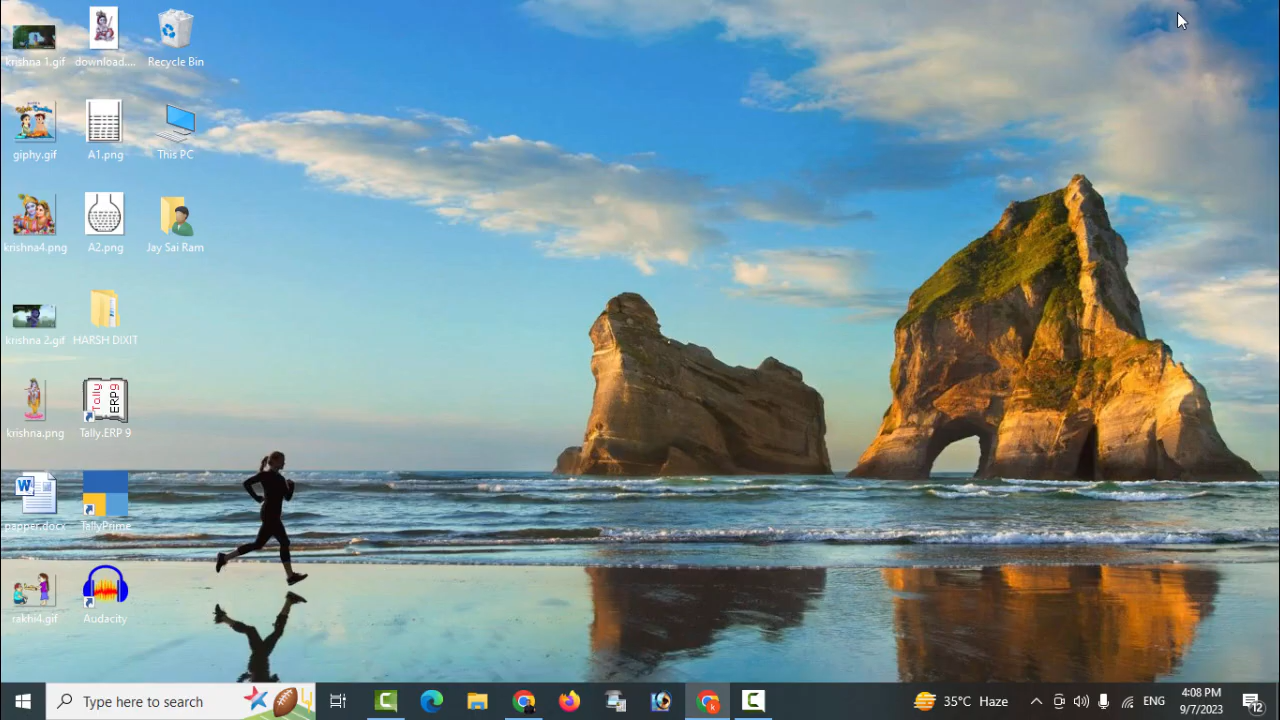 krishna 1.gif
download....
Recycle Bin
giphy.gif
A1.png
This PC
krishna4.png
A2.png
Jay Sai Ram
krishna 2.gif
HARSH DIXIT
krishna.png
Tally
ERP9
Tally.ERP 9
W
papper.docx
TallyPrime
rakhi4.gif
Audacity
Type here to search
35°C Haze
ENG
4:08 PM
9/7/2023
12